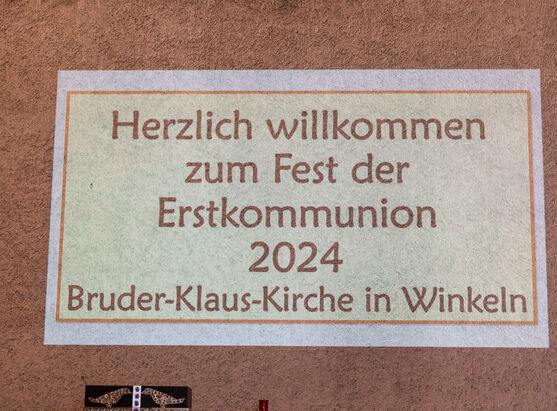 Herzlich willkommen
zum Fest der
Erstkommunion
2024
Bruder-Klaus-Kirche in Winkeln